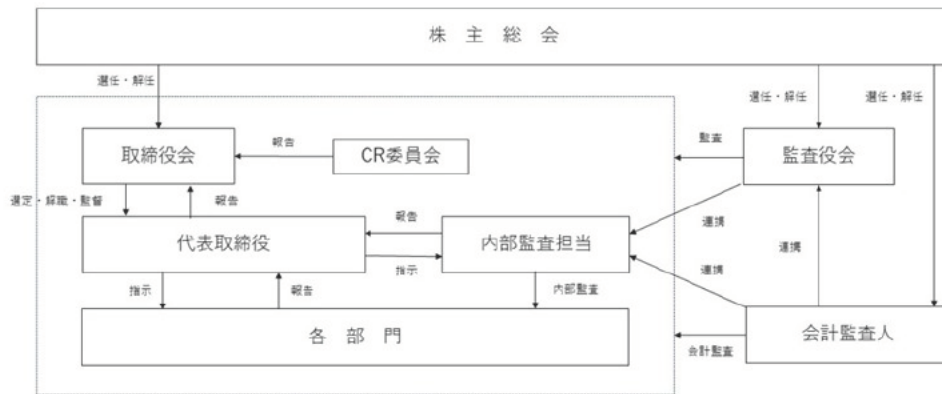 株 主 総 会
選任・解任
選任・解任
選任・解任
取締役会
報告
CR委員会
監査
監査役会
選定・解職・監督
報告
報告
連携
代表取締役
内部監査担当
連携
連携
指示
指示
報告
内部監査
各 部 門
会計監査人
会計監査